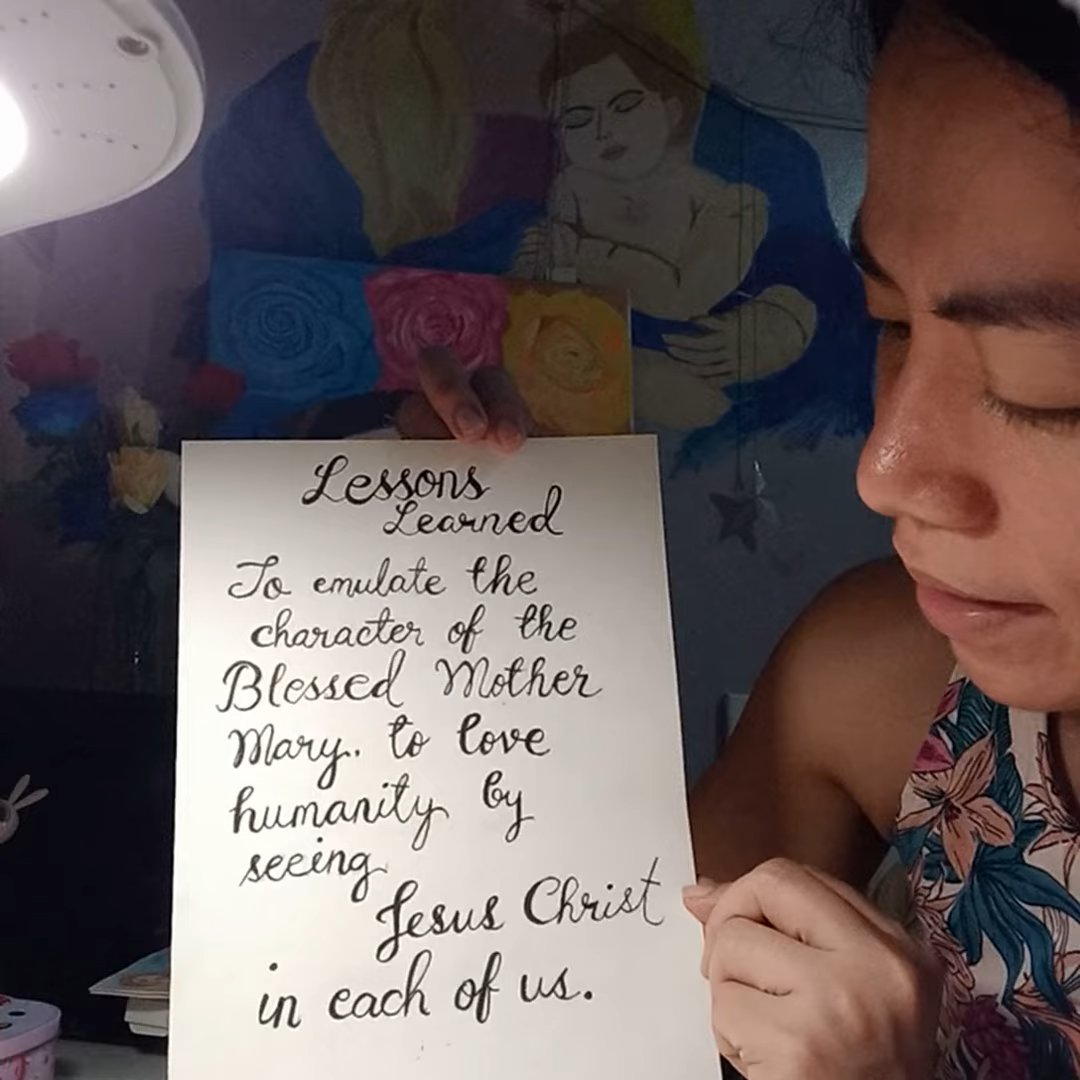 Lessons
Learned
To emulate the
character of the
Blessed Mother
Mary.. to love
humanity by
seeing
Jesus Christ
in each of us.